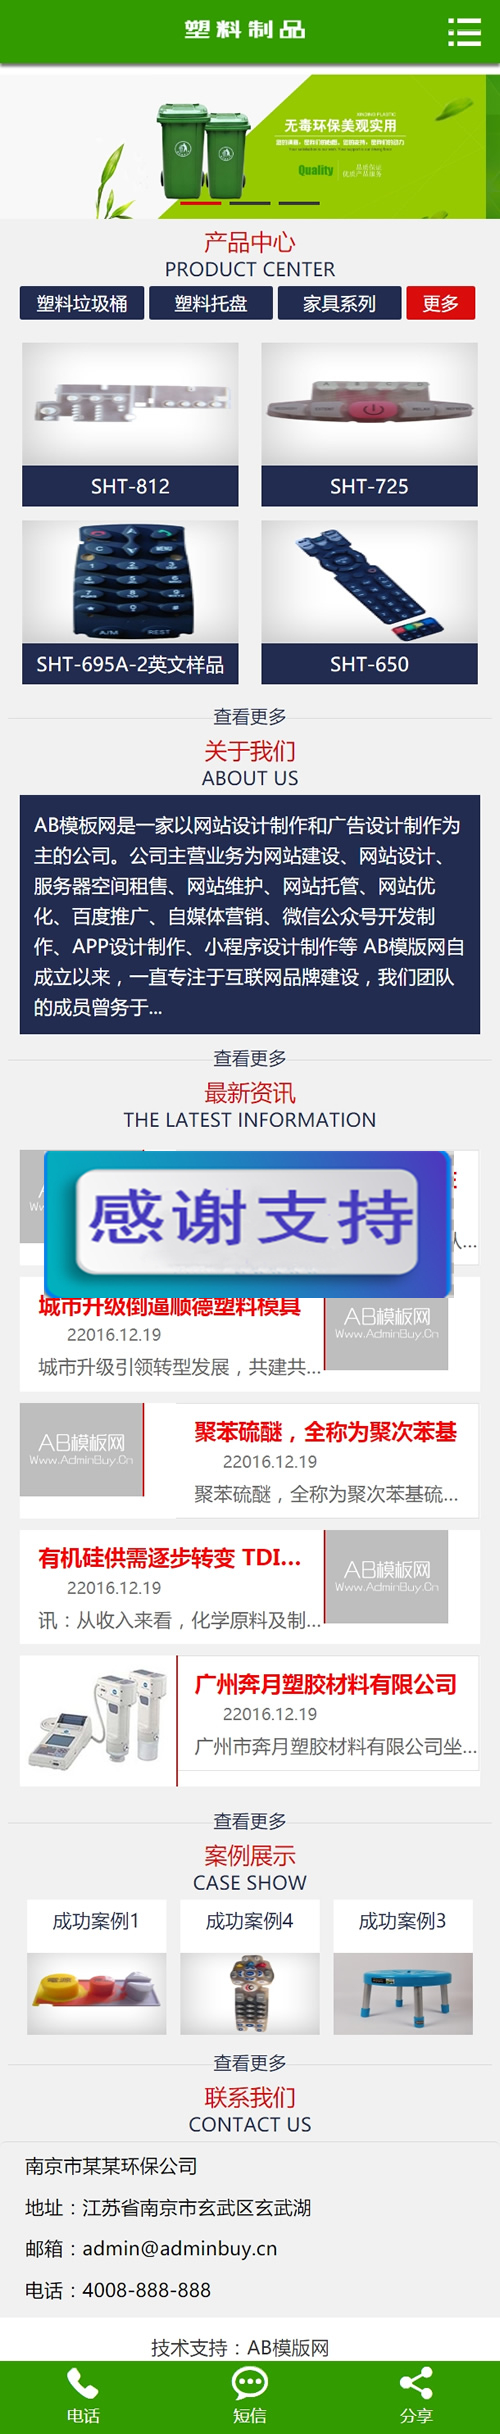 塑料制品
无毒环保美观实用
Quality
产品中心
PRODUCT CENTER
塑料垃圾桶
塑料托盘
家具系列
更多
SHT-812
SHT-725
SHT-695A-2英文样品
SHT-650
查看更多
关于我们
ABOUT US
AB模板网是一家以网站设计制作和广告设计制作为
主的公司。公司主营业务为网站建设、网站设计、
服务器空间租售、网站维护、网站托管、网站优
化、百度推广、自媒体营销、微信公众号开发制
作、APP设计制作、小程序设计制作等 AB模版网自
成立以来，一直专注于互联网品牌建设，我们团队
的成员曾务于...
查看更多
最新资讯
THE LATEST INFORMATION
感谢支持
城市升级倒逼顺德塑料模具
22016.12.19
城市升级引领转型发展，共建共...
AB模板网
Www.AdminBuy.Cn
AB模板网
Www.AdminBuy.Cn
聚苯硫醚，全称为聚次苯基
22016.12.19
聚苯硫醚，全称为聚次苯基硫...
有机硅供需逐步转变 TDI...
22016.12.19
讯：从收入来看，化学原料及制...
AB模板网
Www.AdminBuy.Cn
广州奔月塑胶材料有限公司
22016.12.19
广州市奔月塑胶材料有限公司坐...
查看更多
案例展示
CASE SHOW
成功案例1
成功案例4
成功案例3
查看更多
联系我们
CONTACT US
南京市某某环保公司
地址：江苏省南京市玄武区玄武湖
邮箱：admin@adminbuy.cn
电话：4008-888-888
技术支持：AB模版网
电话
短信
分享